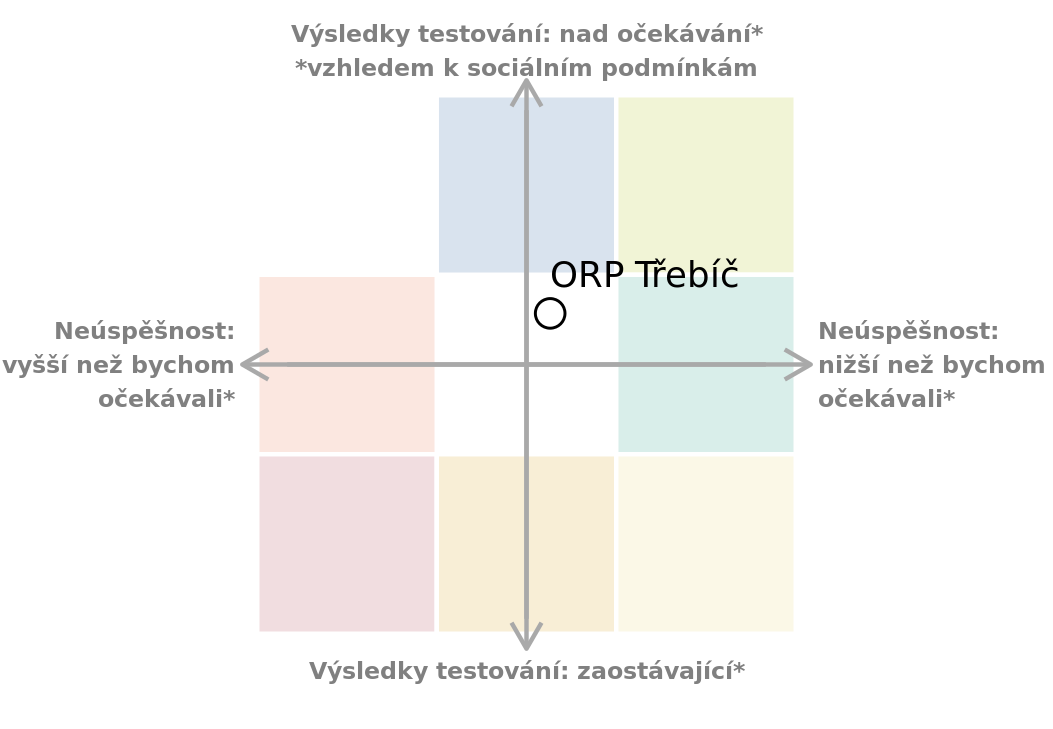 Výsledky testování: nad očekávání*
*vzhledem k sociálním podmínkám
ORP Třebíč
Neúspěšnost:
vyšší než bychom
očekávali*
Neúspěšnost:
nižší než bychom
očekávali*
Výsledky testování: zaostávající*